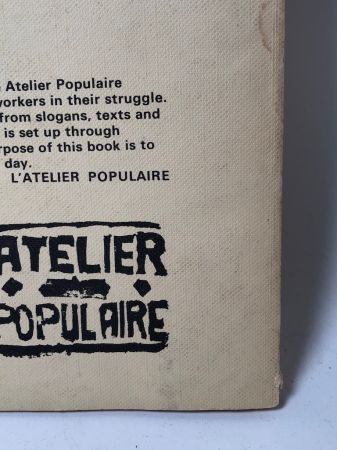 Atelier Populaire
workers in their struggle.
from slogans, texts and
is set up through
rpose of this book is to
day.
L'ATELIER POPULAIRE
ATELIER
POPULAIRE